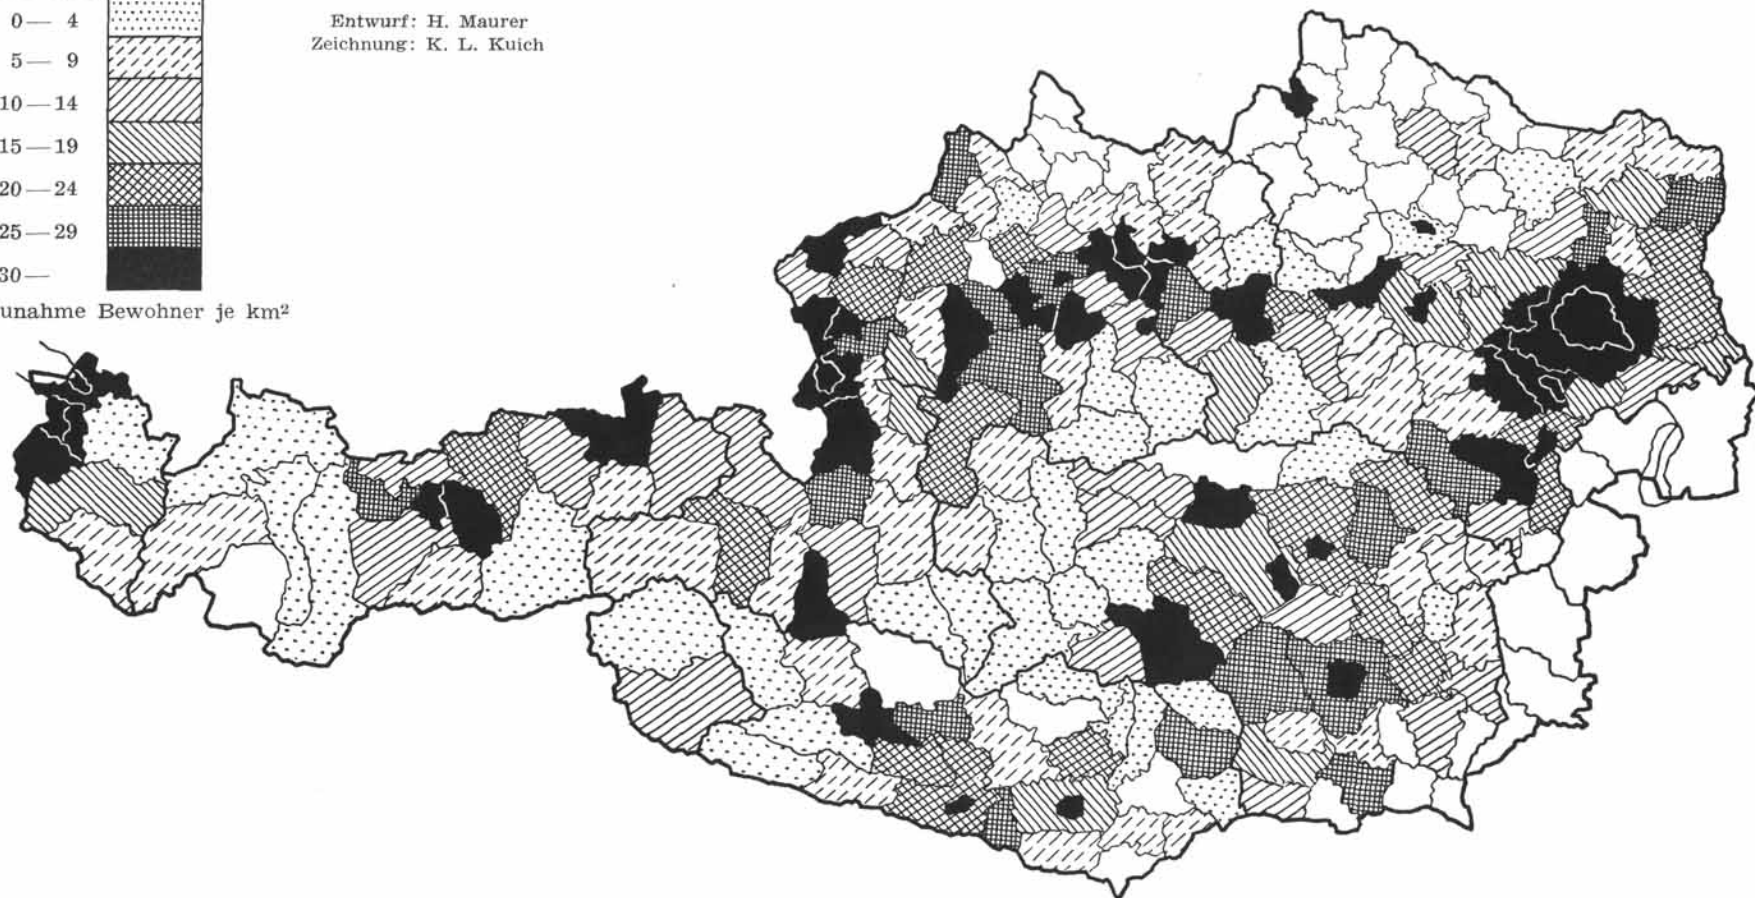 0— 4
5— 9
10—14
15—19
20—24
25—29
30—
unahme Bewohner je km²
Entwurf: H. Maurer
Zeichnung: K. L. Kuich